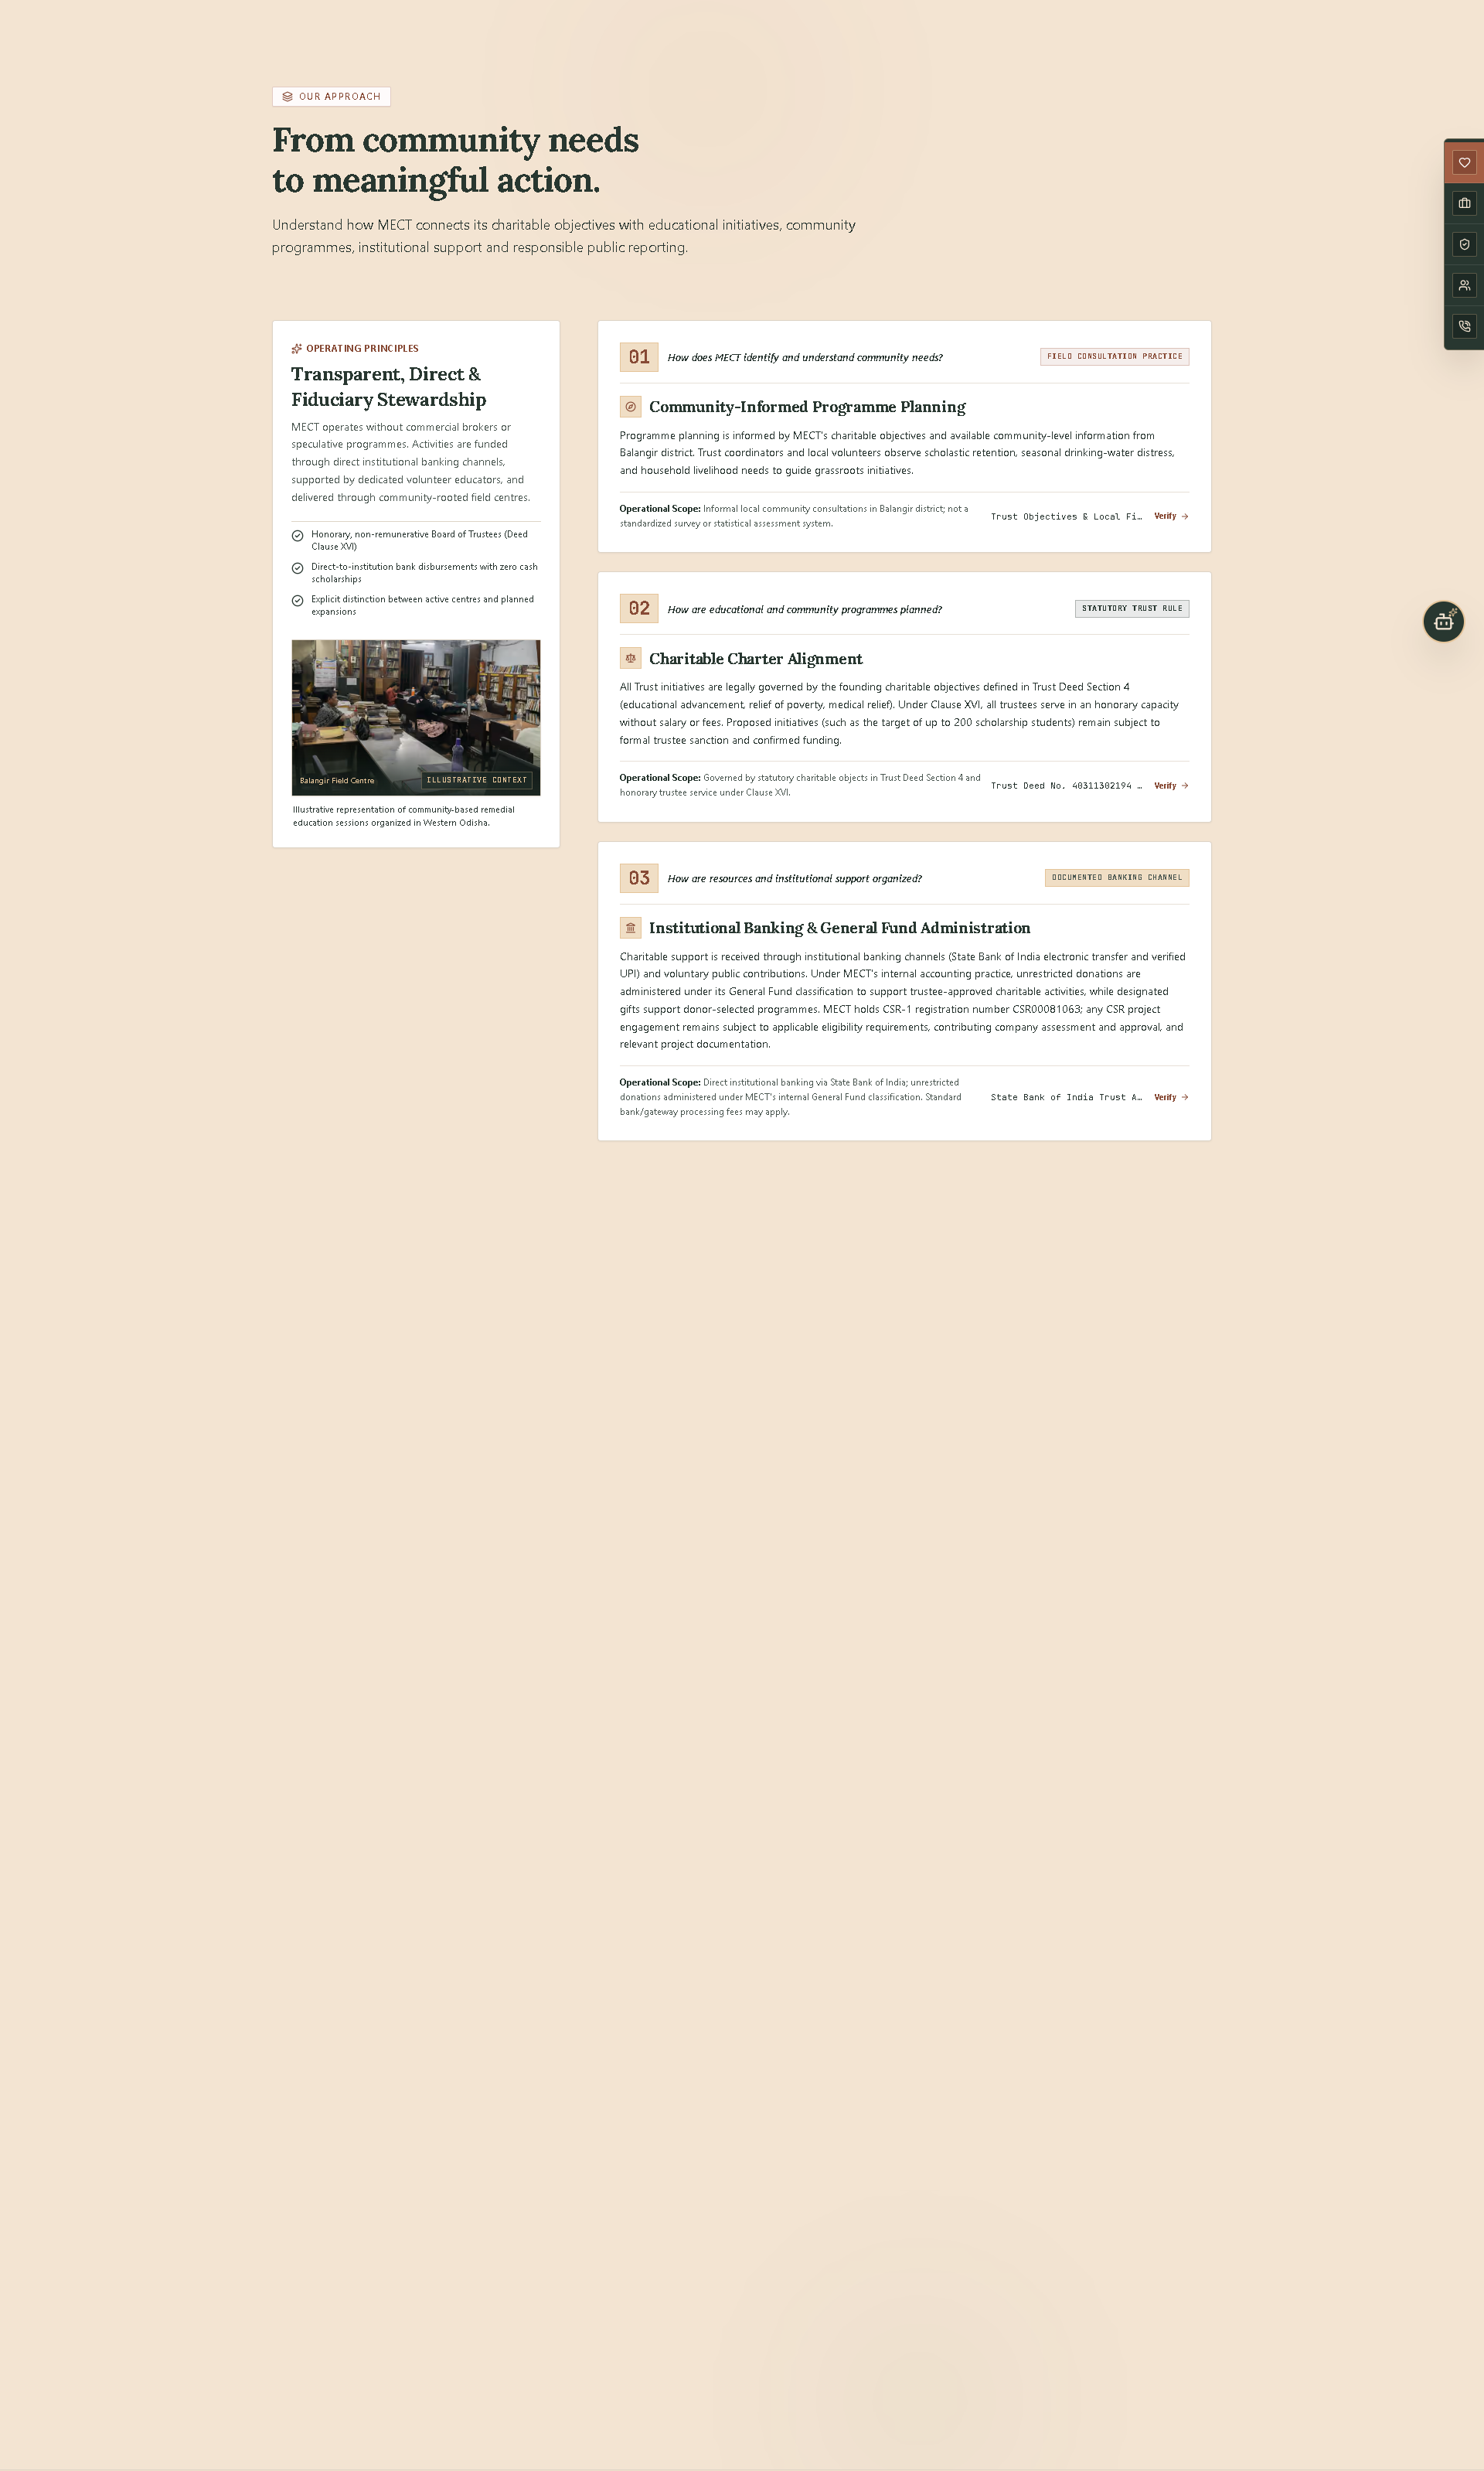 OUR APPROACH
From community needs
to meaningful action.
Understand how MECT connects its charitable objectives with educational initiatives, community
programmes, institutional support and responsible public reporting.
OPERATING PRINCIPLES
Transparent, Direct &
Fiduciary Stewardship
MECT operates without commercial brokers or
speculative programmes. Activities are funded
through direct institutional banking channels,
supported by dedicated volunteer educators, and
delivered through community-rooted field centres.
Honorary, non-remunerative Board of Trustees (Deed
Clause XVI)
Direct-to-institution bank disbursements with zero cash
scholarships
Explicit distinction between active centres and planned
expansions
Balangir Field Centre
ILLUSTRATIVE CONTEXT
Illustrative representation of community-based remedial
education sessions organized in Western Odisha.
01 How does MECT identify and understand community needs? FIELD CONSULTATION PRACTICE
Community-Informed Programme Planning
Programme planning is informed by MECT's charitable objectives and available community-level information from
Balangir district. Trust coordinators and local volunteers observe scholastic retention, seasonal drinking-water distress,
and household livelihood needs to guide grassroots initiatives.
Operational Scope: Informal local community consultations in Balangir district; not a
standardized survey or statistical assessment system.
Trust Objectives & Local Fi… Verify →
02 How are educational and community programmes planned? STATUTORY TRUST RULE
Charitable Charter Alignment
All Trust initiatives are legally governed by the founding charitable objectives defined in Trust Deed Section 4
(educational advancement, relief of poverty, medical relief). Under Clause XVI, all trustees serve in an honorary capacity
without salary or fees. Proposed initiatives (such as the target of up to 200 scholarship students) remain subject to
formal trustee sanction and confirmed funding.
Operational Scope: Governed by statutory charitable objects in Trust Deed Section 4 and
honorary trustee service under Clause XVI.
Trust Deed No. 40311302194 … Verify →
03 How are resources and institutional support organized? DOCUMENTED BANKING CHANNEL
Institutional Banking & General Fund Administration
Charitable support is received through institutional banking channels (State Bank of India electronic transfer and verified
UPI) and voluntary public contributions. Under MECT's internal accounting practice, unrestricted donations are
administered under its General Fund classification to support trustee-approved charitable activities, while designated
gifts support donor-selected programmes. MECT holds CSR-1 registration number CSR00081063; any CSR project
engagement remains subject to applicable eligibility requirements, contributing company assessment and approval, and
relevant project documentation.
Operational Scope: Direct institutional banking via State Bank of India; unrestricted
donations administered under MECT's internal General Fund classification. Standard
bank/gateway processing fees may apply.
State Bank of India Trust A… Verify →